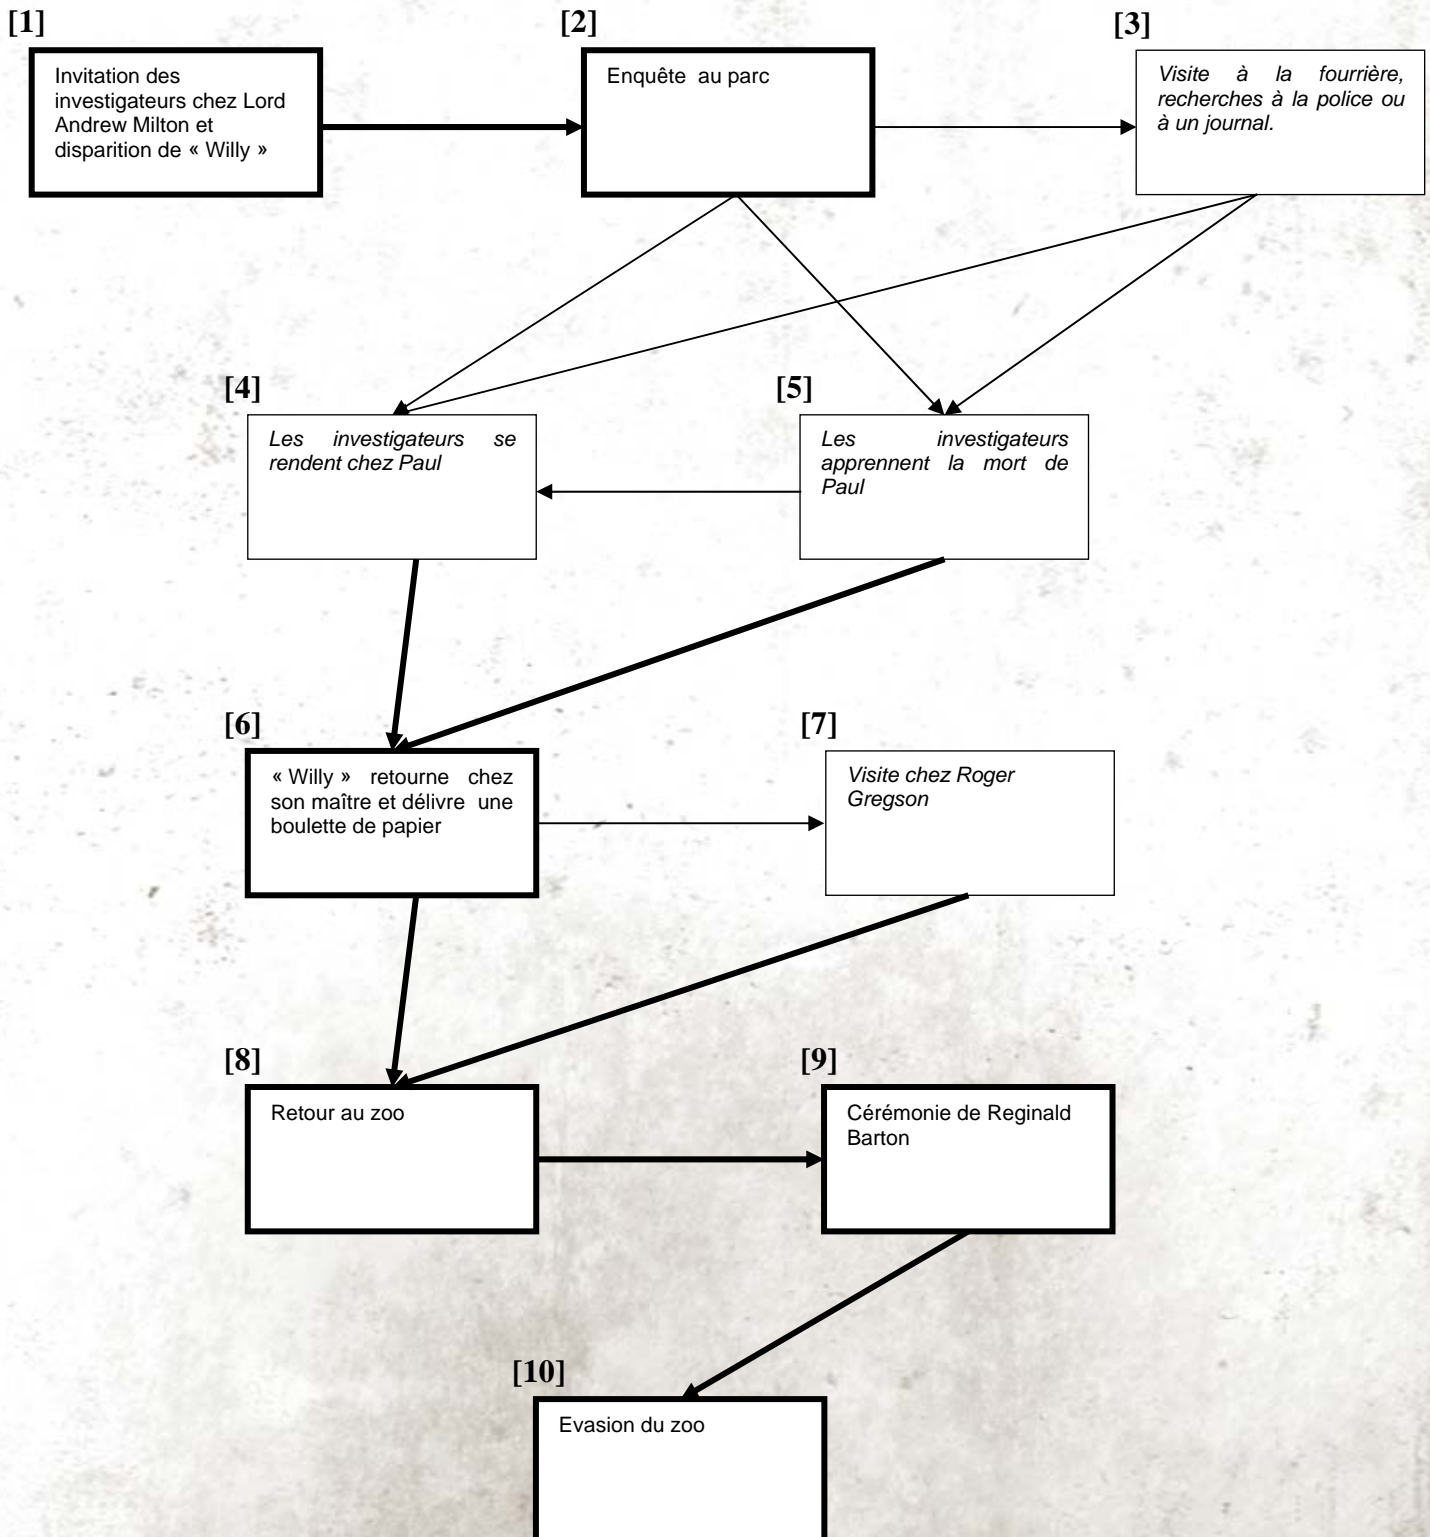 [1]
Invitation des
investigateurs chez Lord
Andrew Milton et
disparition de « Willy »
[2]
Enquête au parc
[3]
Visite à la fourrière,
recherches à la police ou
à un journal.
[4]
Les investigateurs se
rendent chez Paul
[5]
Les investigateurs
apprennent la mort de
Paul
[6]
« Willy » retourne chez
son maître et délivre une
boulette de papier
[7]
Visite chez Roger
Gregson
[8]
Retour au zoo
[9]
Cérémonie de Reginald
Barton
[10]
Evasion du zoo